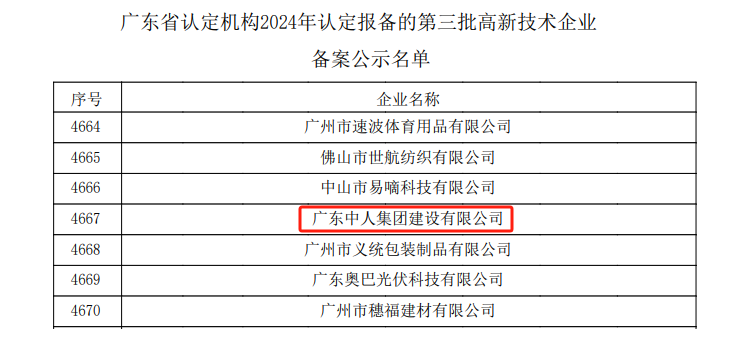 广东省认定机构2024年认定报备的第三批高新技术企业
备案公示名单
序号 企业名称
4664 广州市速波体育用品有限公司
4665 佛山市世航纺织有限公司
4666 中山市易嘀科技有限公司
4667 广东中人集团建设有限公司
4668 广州市义统包装制品有限公司
4669 广东奥巴光伏科技有限公司
4670 广州市穗福建材有限公司